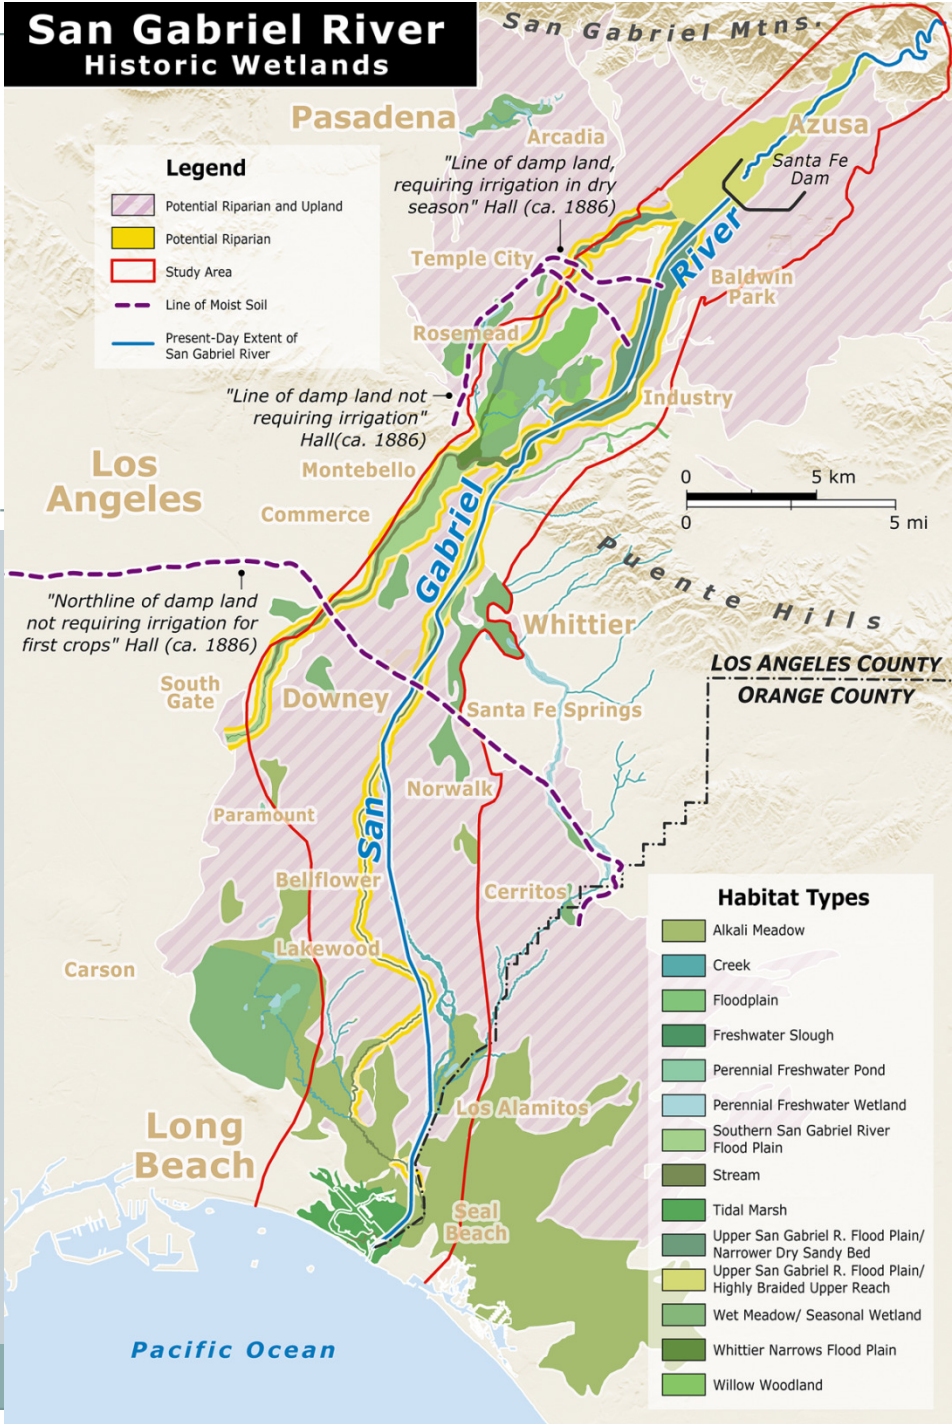 San Gabriel River
Historic Wetlands
San Gabriel Mtns.
Pasadena
Arcadia
Azusa
"Line of damp land,
requiring irrigation in dry
season" Hall (ca. 1886)
Santa Fe
Dam
Legend
Potential Riparian and Upland
Potential Riparian
Study Area
Line of Moist Soil
Present-Day Extent of
San Gabriel River
Temple City
River
Baldwin
Park
Rosemead
"Line of damp land not
requiring irrigation"
Hall(ca. 1886)
Industry
Los
Angeles
Montebello
Commerce
Gabriel
0 5 km
0 5 mi
Puente Hills
"Northline of damp land
not requiring irrigation for
first crops" Hall (ca. 1886)
Whittier
LOS ANGELES COUNTY
ORANGE COUNTY
South
Gate
Downey
Santa Fe Springs
Norwalk
Paramount
San
Bellflower
Cerritos
Lakewood
Carson
Los Alamitos
Long
Beach
Seal
Beach
Pacific Ocean
Habitat Types
Alkali Meadow
Creek
Floodplain
Freshwater Slough
Perennial Freshwater Pond
Perennial Freshwater Wetland
Southern San Gabriel River
Flood Plain
Stream
Tidal Marsh
Upper San Gabriel R. Flood Plain/
Narrower Dry Sandy Bed
Upper San Gabriel R. Flood Plain/
Highly Braided Upper Reach
Wet Meadow/ Seasonal Wetland
Whittier Narrows Flood Plain
Willow Woodland